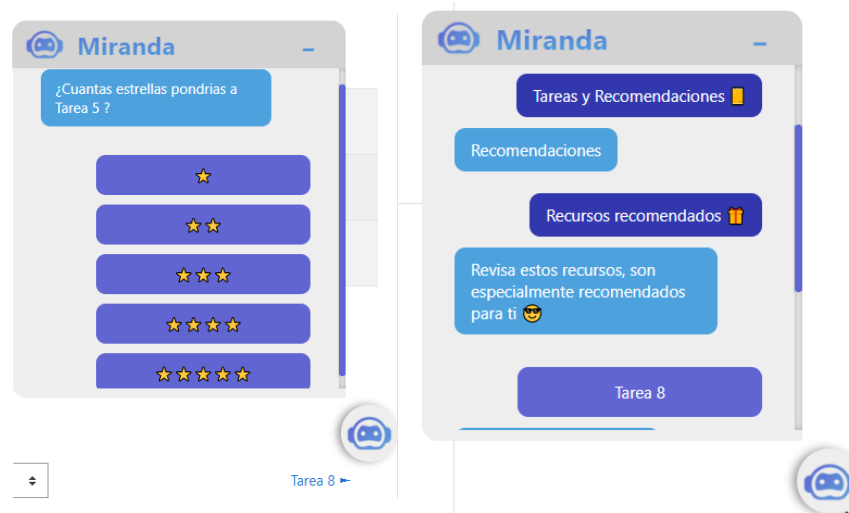 Miranda
¿Cuantas estrellas pondrias a
Tarea 5 ?
Tarea 8 ►
Miranda
Tareas y Recomendaciones
Recomendaciones
Recursos recomendados
Revisa estos recursos, son
especialmente recomendados
para ti
Tarea 8